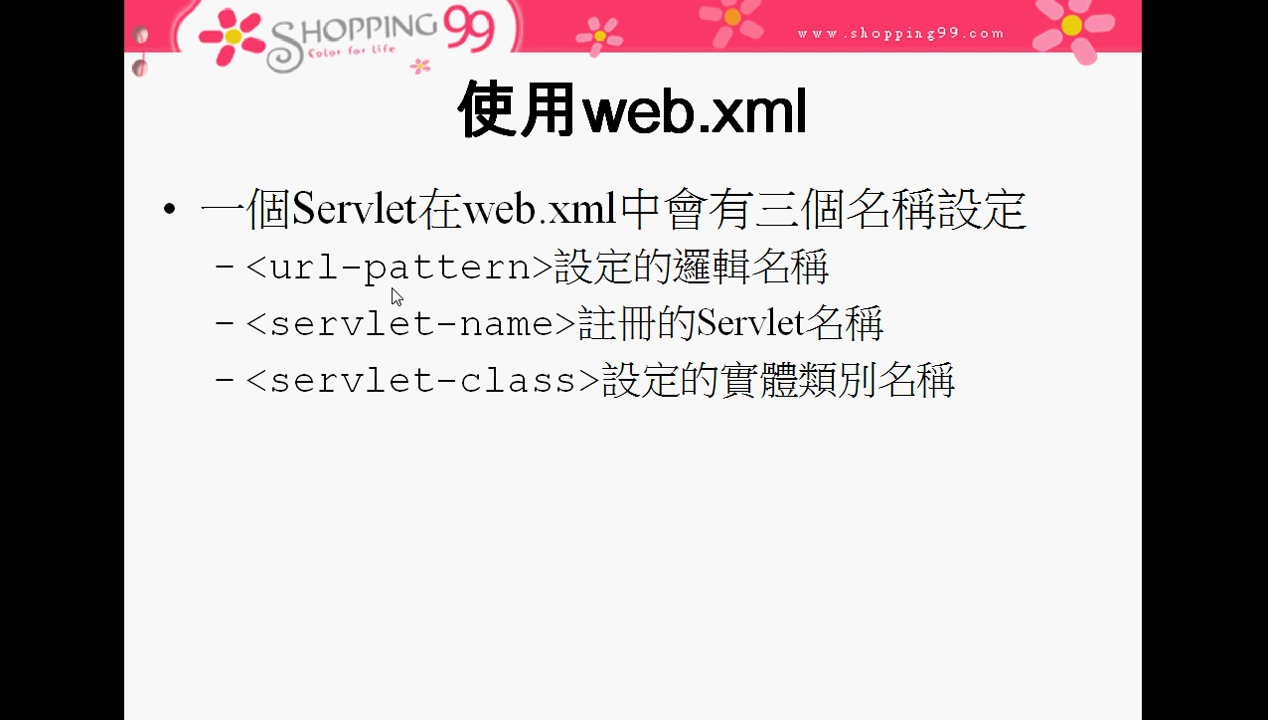 SHOPPING 99
Color for Life
www.shopping99.com
使用web.xml
• 一個Servlet在web.xml中會有三個名稱設定
– <url-pattern>設定的邏輯名稱
– <servlet-name>註冊的Servlet名稱
– <servlet-class>設定的實體類別名稱